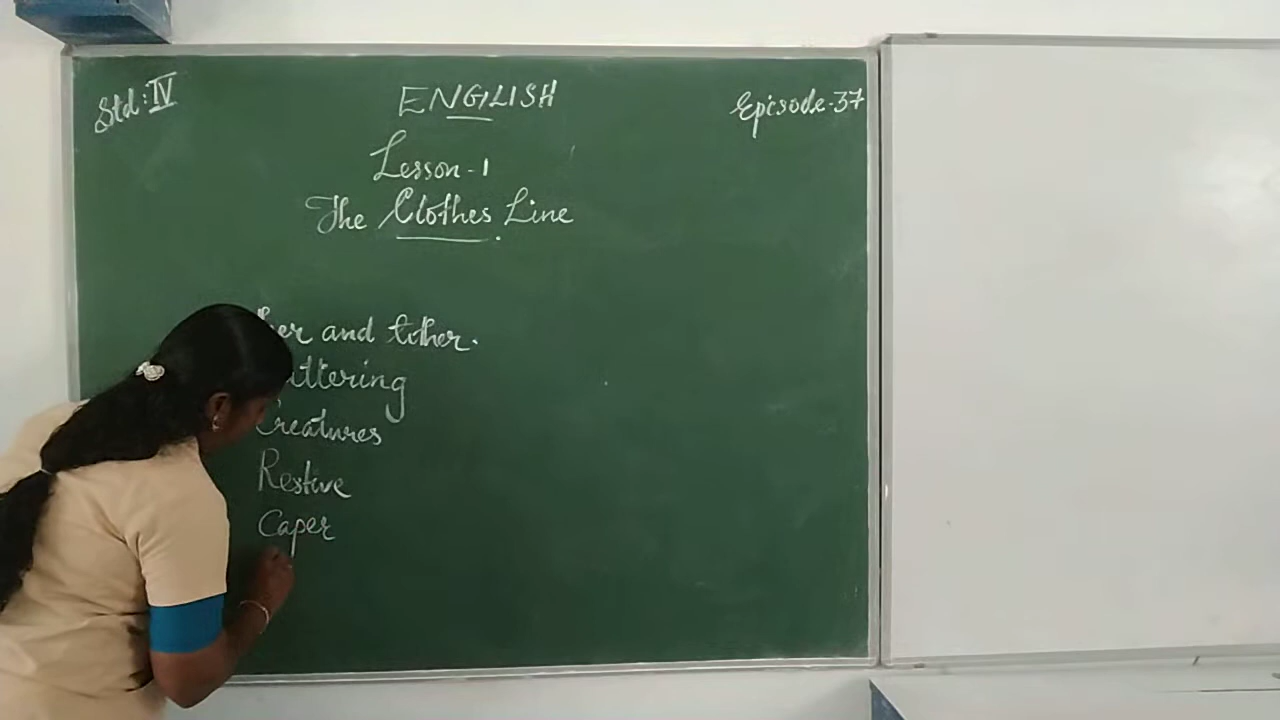 Std: IV
ENGLISH
Episode-37
Lesson-1
The Clothes Line
and tother.
Creatures
Restive
Caper